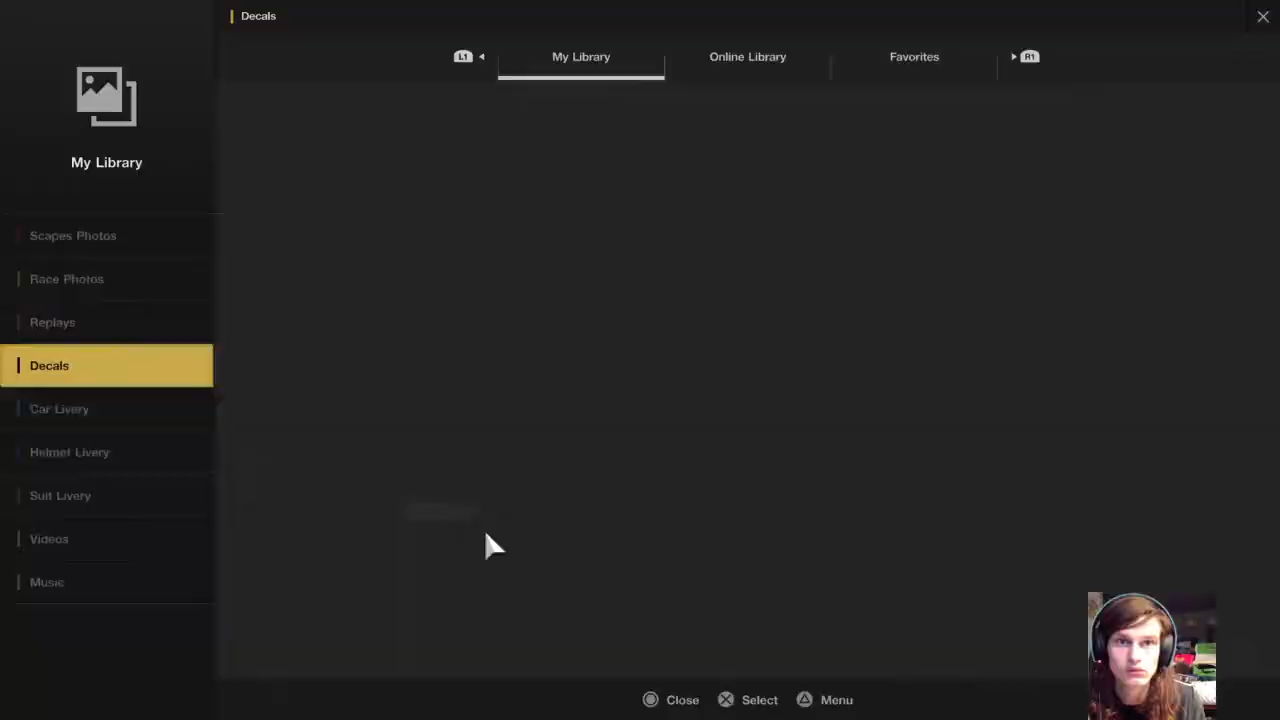 Decals
L1
My Library
Online Library
Favorites
R1
My Library
Scapes Photos
Race Photos
Replays
Decals
Car Livery
Helmet Livery
Suit Livery
Videos
Music
Close
Select
Menu